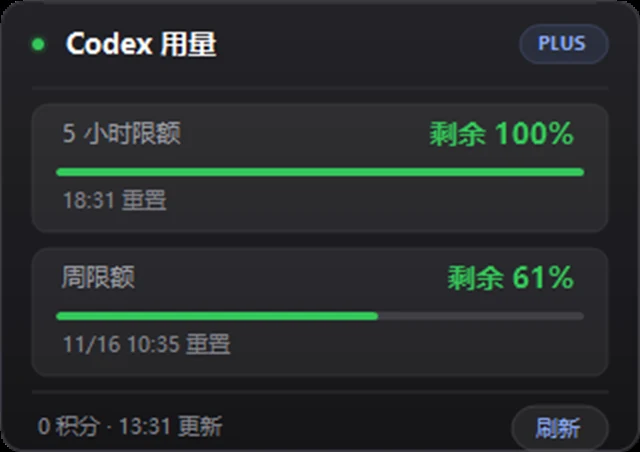 Codex 用量
PLUS
5 小时限额
剩余 100%
18:31 重置
周限额
剩余 61%
11/16 10:35 重置
0 积分 · 13:31 更新
刷新